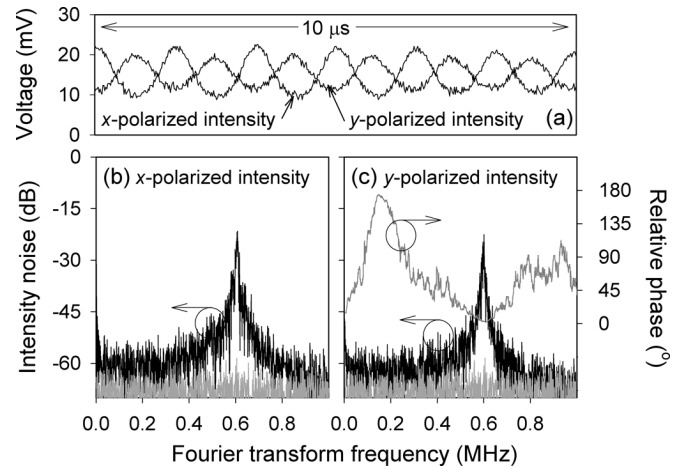 Voltage (mV)
30
20
10
0
10 μs
x-polarized intensity
y-polarized intensity
(a)
Intensity noise (dB)
0
-15
-30
-45
-60
(b) x-polarized intensity
(c) y-polarized intensity
180
135
90
45
0
Relative phase (°)
0.0 0.2 0.4 0.6 0.8 0.0 0.2 0.4 0.6 0.8
Fourier transform frequency (MHz)